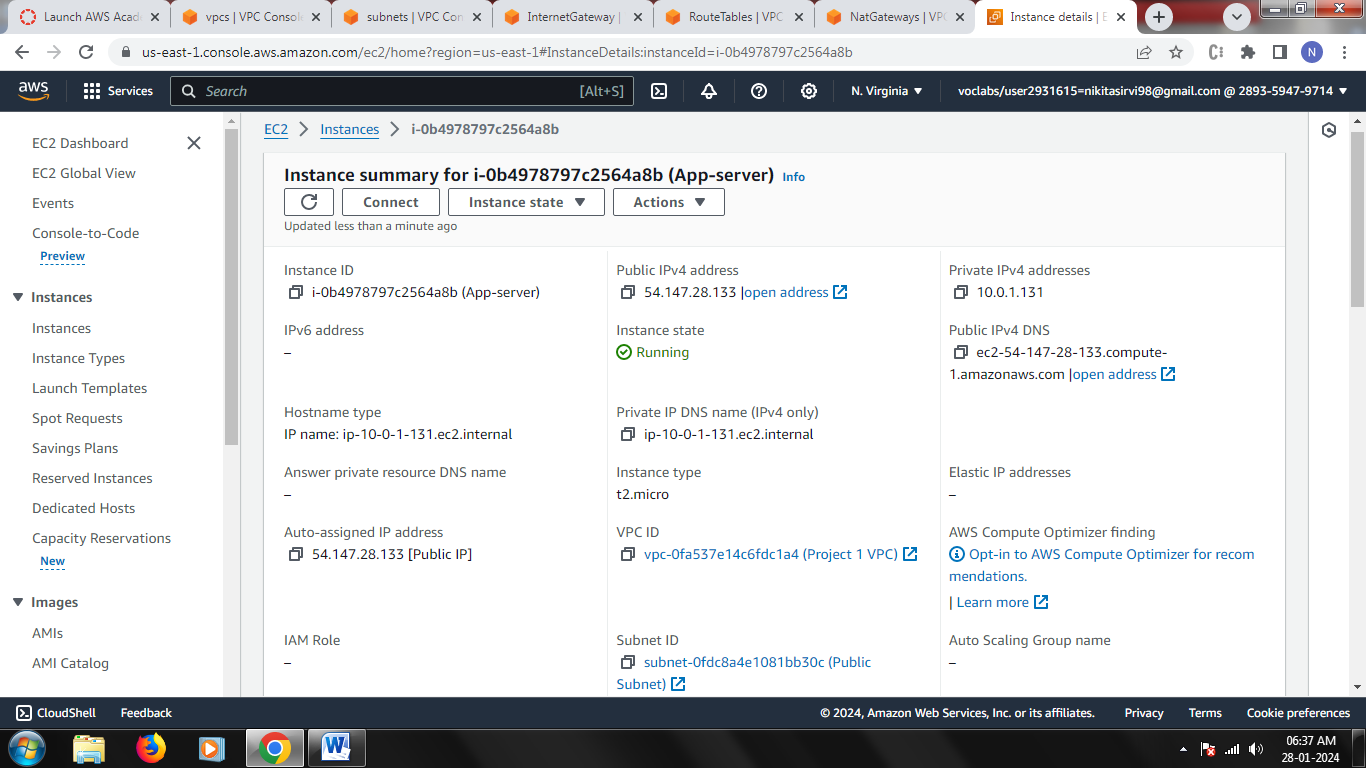 Launch AWS Acade
vpcs | VPC Consol
subnets | VPC Con
InternetGateway |
RouteTables | VPC
NatGateways | VPC
Instance details | E
us-east-1.console.aws.amazon.com/ec2/home?region=us-east-1#InstanceDetails:instanceId=i-0b4978797c2564a8b
N
aws
Services
Search
[Alt+S]
N. Virginia
voclabs/user2931615=nikitasirvi98@gmail.com @ 2893-5947-9714
EC2 Dashboard
EC2 Global View
Events
Console-to-Code
Preview
Instances
Instances
Instance Types
Launch Templates
Spot Requests
Savings Plans
Reserved Instances
Dedicated Hosts
Capacity Reservations
New
Images
AMIs
AMI Catalog
EC2 > Instances > i-0b4978797c2564a8b
Instance summary for i-0b4978797c2564a8b (App-server) Info
Connect
Instance state
Actions
Updated less than a minute ago
Instance ID
i-0b4978797c2564a8b (App-server)
Public IPv4 address
54.147.28.133 |open address
Private IPv4 addresses
10.0.1.131
IPv6 address
–
Instance state
Running
Public IPv4 DNS
ec2-54-147-28-133.compute-
1.amazonaws.com |open address
Hostname type
IP name: ip-10-0-1-131.ec2.internal
Private IP DNS name (IPv4 only)
ip-10-0-1-131.ec2.internal
Answer private resource DNS name
–
Instance type
t2.micro
Elastic IP addresses
–
Auto-assigned IP address
54.147.28.133 [Public IP]
VPC ID
vpc-0fa537e14c6fdc1a4 (Project 1 VPC)
AWS Compute Optimizer finding
Opt-in to AWS Compute Optimizer for recom
mendations.
| Learn more
IAM Role
–
Subnet ID
subnet-0fdc8a4e1081bb30c (Public
Subnet)
Auto Scaling Group name
–
CloudShell
Feedback
© 2024, Amazon Web Services, Inc. or its affiliates.
Privacy
Terms
Cookie preferences
06:37 AM
28-01-2024